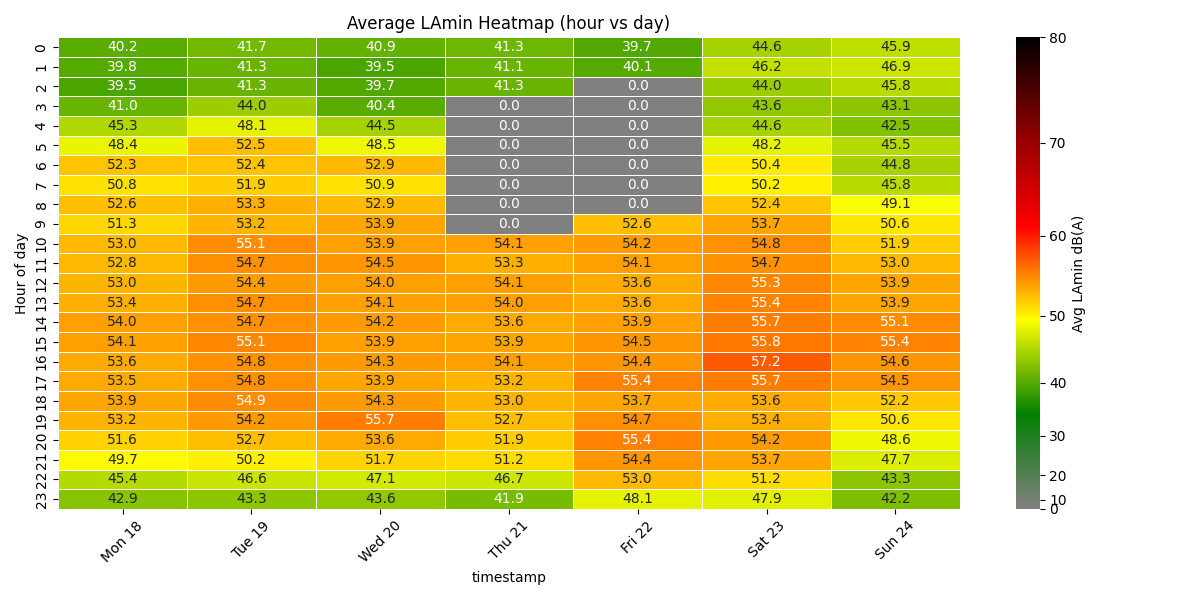 Average LAmin Heatmap (hour vs day)
0 40.2 41.7 40.9 41.3 39.7 44.6 45.9
1 39.8 41.3 39.5 41.1 40.1 46.2 46.9
2 39.5 41.3 39.7 41.3 0.0 44.0 45.8
3 41.0 44.0 40.4 0.0 0.0 43.6 43.1
4 45.3 48.1 44.5 0.0 0.0 44.6 42.5
5 48.4 52.5 48.5 0.0 0.0 48.2 45.5
6 52.3 52.4 52.9 0.0 0.0 50.4 44.8
7 50.8 51.9 50.9 0.0 0.0 50.2 45.8
8 52.6 53.3 52.9 0.0 0.0 52.4 49.1
9 51.3 53.2 53.9 0.0 52.6 53.7 50.6
10 53.0 55.1 53.9 54.1 54.2 54.8 51.9
11 52.8 54.7 54.5 53.3 54.1 54.7 53.0
12 53.0 54.4 54.0 54.1 53.6 55.3 53.9
13 53.4 54.7 54.1 54.0 53.6 55.4 53.9
14 54.0 54.7 54.2 53.6 53.9 55.7 55.1
15 54.1 55.1 53.9 53.9 54.5 55.8 55.4
16 53.6 54.8 54.3 54.1 54.4 57.2 54.6
17 53.5 54.8 53.9 53.2 55.4 55.7 54.5
18 53.9 54.9 54.3 53.0 53.7 53.6 52.2
19 53.2 54.2 55.7 52.7 54.7 53.4 50.6
20 51.6 52.7 53.6 51.9 55.4 54.2 48.6
21 49.7 50.2 51.7 51.2 54.4 53.7 47.7
22 45.4 46.6 47.1 46.7 53.0 51.2 43.3
23 42.9 43.3 43.6 41.9 48.1 47.9 42.2
Hour of day
Mon 18 Tue 19 Wed 20 Thu 21 Fri 22 Sat 23 Sun 24
timestamp
80
70
60
50
40
30
20
10
0
Avg LAmin dB(A)